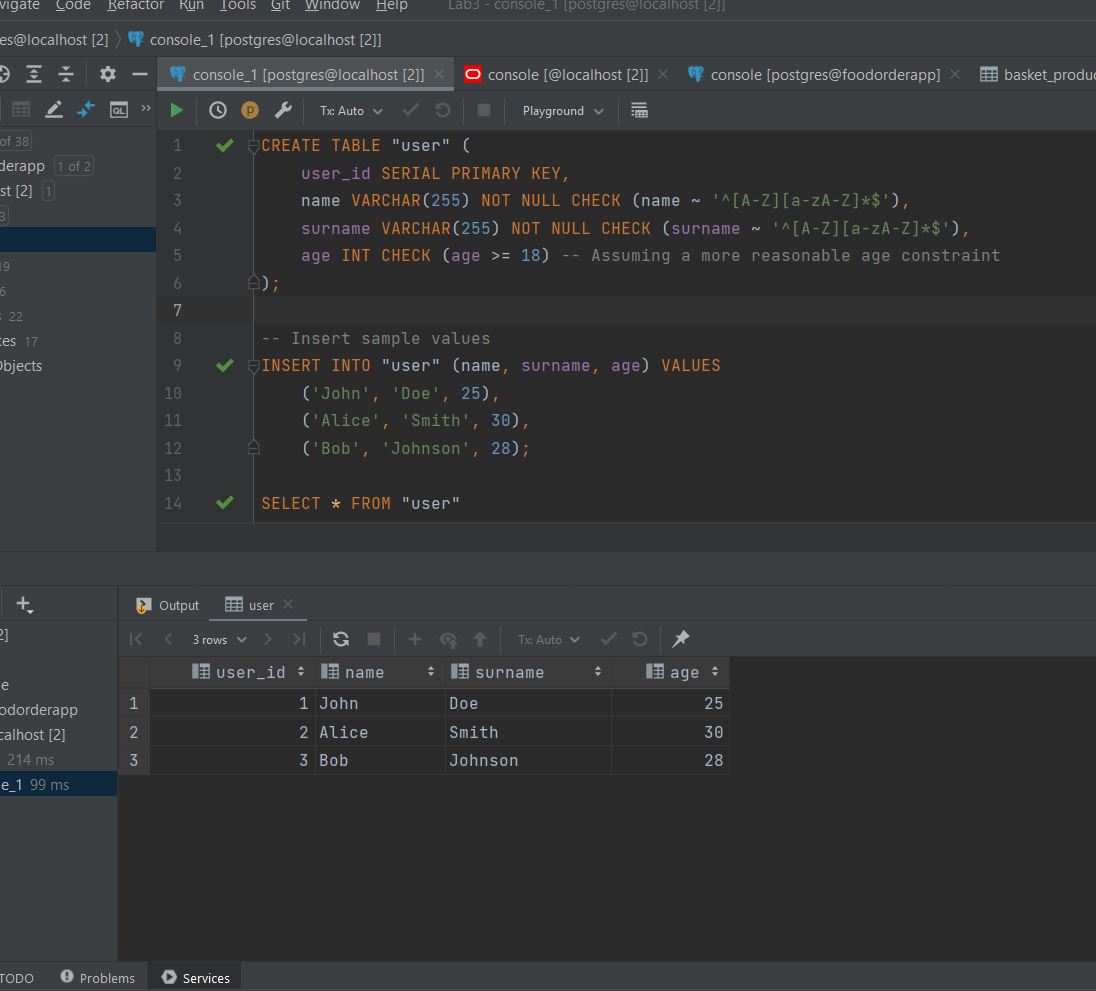 vigate Code Refactor Run Tools Git Window Help Lab3 - console_1 [postgres@localhost [2]]
es@localhost [2] console_1 [postgres@localhost [2]]
console_1 [postgres@localhost [2]] console [@localhost [2]] console [postgres@foodorderapp] basket_produc
QL Tx: Auto Playground
of 38
derapp 1 of 2
st [2] 1
3
19
6
22
ces 17
Objects
1 CREATE TABLE "user" (
2 user_id SERIAL PRIMARY KEY,
3 name VARCHAR(255) NOT NULL CHECK (name ~ '^[A-Z][a-zA-Z]*$'),
4 surname VARCHAR(255) NOT NULL CHECK (surname ~ '^[A-Z][a-zA-Z]*$'),
5 age INT CHECK (age >= 18) -- Assuming a more reasonable age constraint
6 );
7
8 -- Insert sample values
9 INSERT INTO "user" (name, surname, age) VALUES
10 ('John', 'Doe', 25),
11 ('Alice', 'Smith', 30),
12 ('Bob', 'Johnson', 28);
13
14 SELECT * FROM "user"
2]
e
odorderapp
calhost [2]
214 ms
e_1 99 ms
Output user
3 rows Tx: Auto
user_id name surname age
1 1 John Doe 25
2 2 Alice Smith 30
3 3 Bob Johnson 28
TODO Problems Services